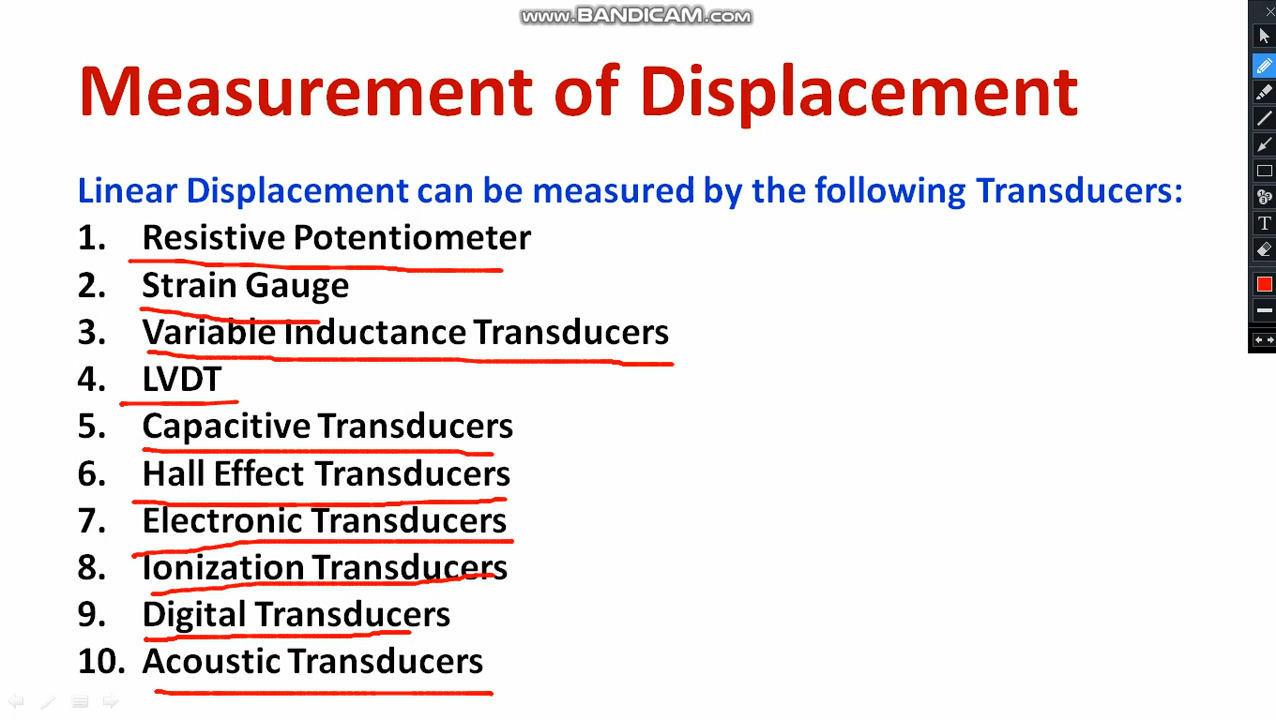 www.BANDICAM.com
Measurement of Displacement
Linear Displacement can be measured by the following Transducers:
1. Resistive Potentiometer
2. Strain Gauge
3. Variable Inductance Transducers
4. LVDT
5. Capacitive Transducers
6. Hall Effect Transducers
7. Electronic Transducers
8. Ionization Transducers
9. Digital Transducers
10. Acoustic Transducers
T